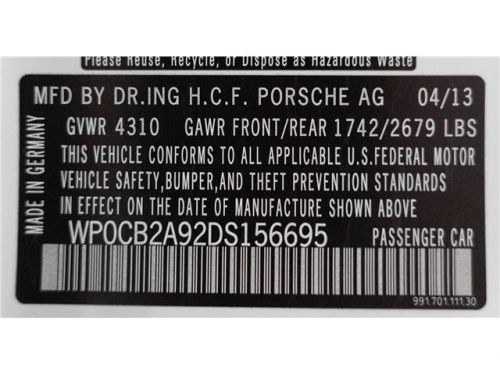 Please Reuse, Recycle, or Dispose as Hazardous Waste
MFD BY DR.ING H.C.F. PORSCHE AG 04/13
GVWR 4310 GAWR FRONT/REAR 1742/2679 LBS
THIS VEHICLE CONFORMS TO ALL APPLICABLE U.S.FEDERAL MOTOR
VEHICLE SAFETY,BUMPER,AND THEFT PREVENTION STANDARDS
IN EFFECT ON THE DATE OF MANUFACTURE SHOWN ABOVE
WP0CB2A92DS156695 PASSENGER CAR
991.701.111.30
MADE IN GERMANY